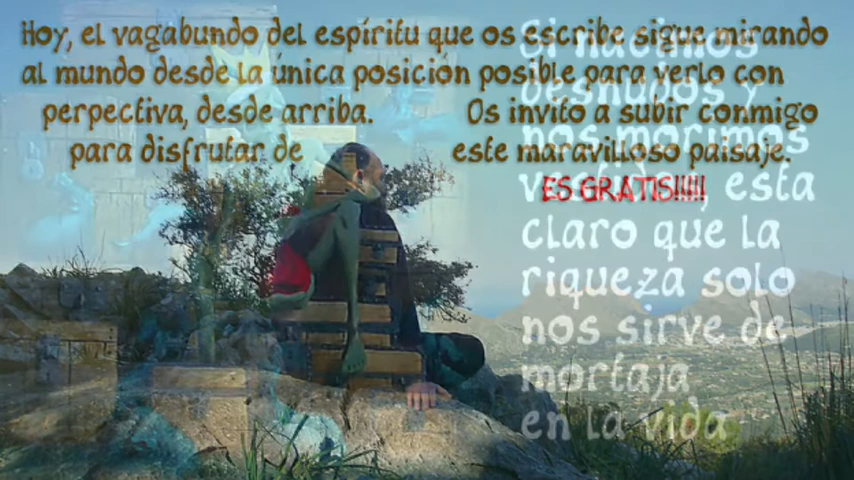 Hoy, el vagabundo del espíritu que os escribe sigue mirando
al mundo desde la única posición posible para verlo con
perpectiva, desde arriba. Os invito a subir conmigo
para disfrutar de este maravilloso paisaje.
ES GRATIS!!!!!
Si nacimos
desnudos y
nos morimos
vestidos, esta
claro que la
riqueza solo
nos sirve de
mortaja
en la vida